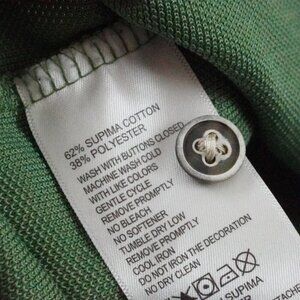 62% SUPIMA COTTON
38% POLYESTER
WASH WITH BUTTONS CLOSED
MACHINE WASH COLD
WITH LIKE COLORS
GENTLE CYCLE
REMOVE PROMPTLY
NO BLEACH
NO SOFTENER
TUMBLE DRY LOW
REMOVE PROMPTLY
COOL IRON
DO NOT IRON THE DECORATION
NO DRY CLEAN